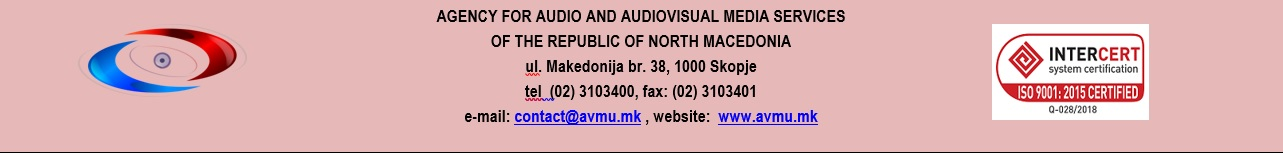 AGENCY FOR AUDIO AND AUDIOVISUAL MEDIA SERVICES
OF THE REPUBLIC OF NORTH MACEDONIA
ul. Makedonija br. 38, 1000 Skopje
tel (02) 3103400, fax: (02) 3103401
e-mail: contact@avmu.mk , website: www.avmu.mk
INTERCERT
system certification
ISO 9001: 2015 CERTIFIED
Q-028/2018